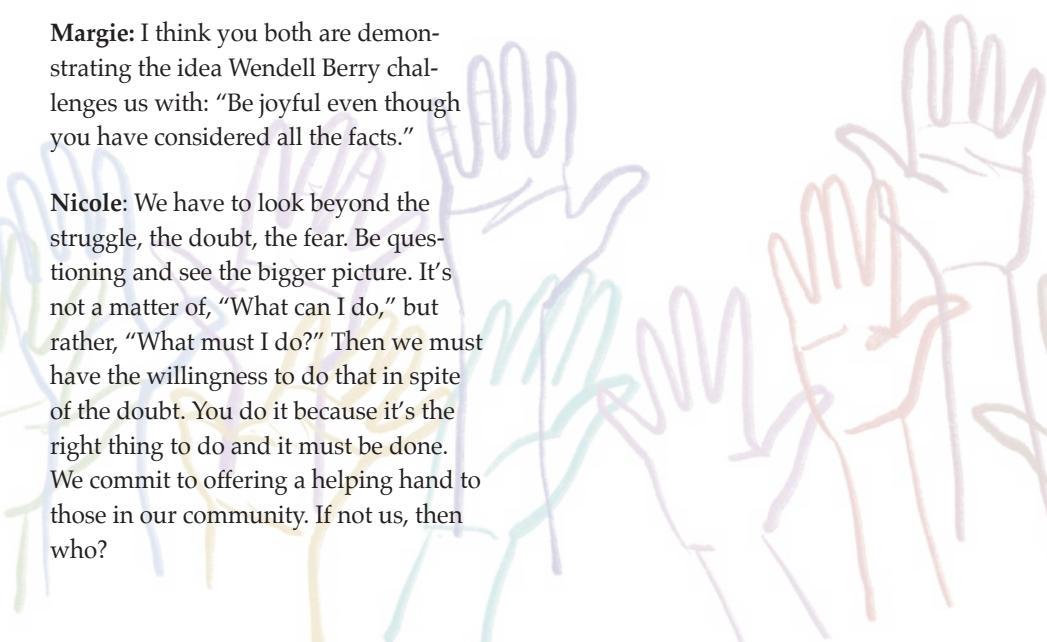 Margie: I think you both are demon-
strating the idea Wendell Berry chal-
lenges us with: “Be joyful even though
you have considered all the facts.”
Nicole: We have to look beyond the
struggle, the doubt, the fear. Be ques-
tioning and see the bigger picture. It’s
not a matter of, “What can I do,” but
rather, “What must I do?” Then we must
have the willingness to do that in spite
of the doubt. You do it because it’s the
right thing to do and it must be done.
We commit to offering a helping hand to
those in our community. If not us, then
who?